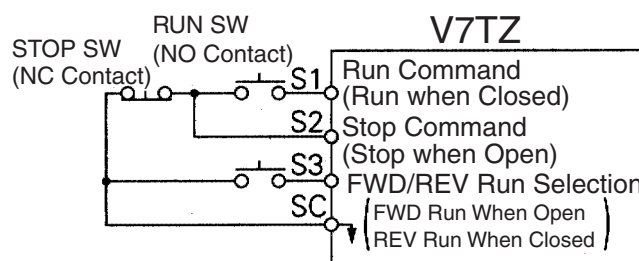 V7TZ
RUN SW
(NO Contact)
STOP SW
(NC Contact)
S1
Run Command
(Run when Closed)
S2
Stop Command
(Stop when Open)
S3
FWD/REV Run Selection
SC
(FWD Run When Open
REV Run When Closed)